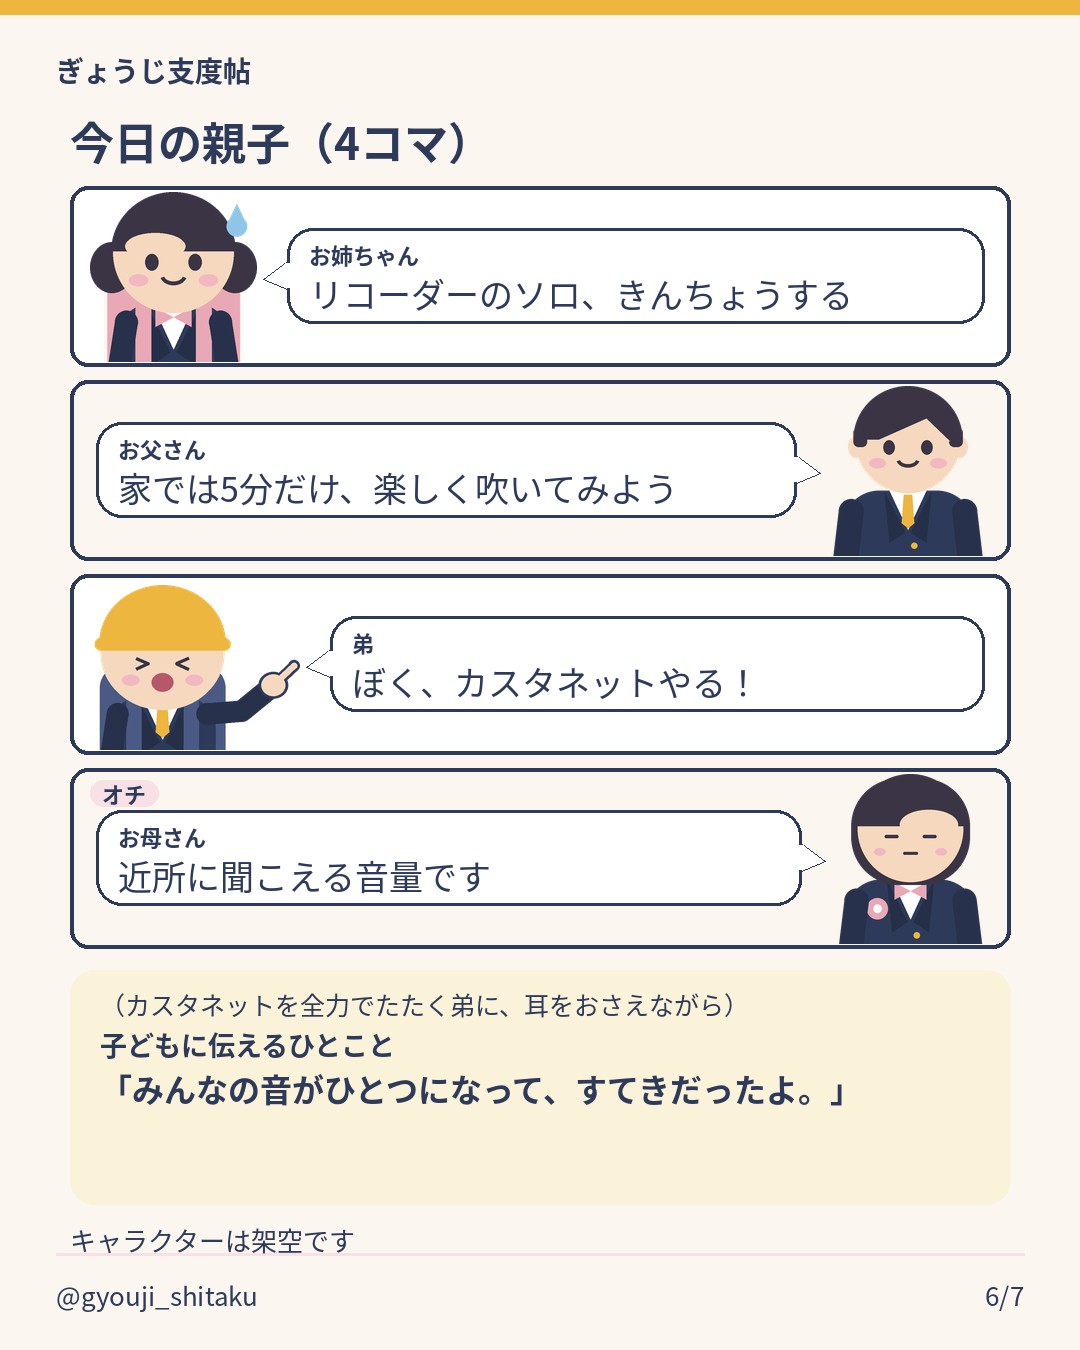 ぎょうじ支度帖
今日の親子（4コマ）
お姉ちゃん
リコーダーのソロ、きんちょうする
お父さん
家では5分だけ、楽しく吹いてみよう
弟
ぼく、カスタネットやる！
オチ
お母さん
近所に聞こえる音量です
（カスタネットを全力でたたく弟に、耳をおさえながら）
子どもに伝えるひとこと
「みんなの音がひとつになって、すてきだったよ。」
キャラクターは架空です
@gyouji_shitaku
6/7